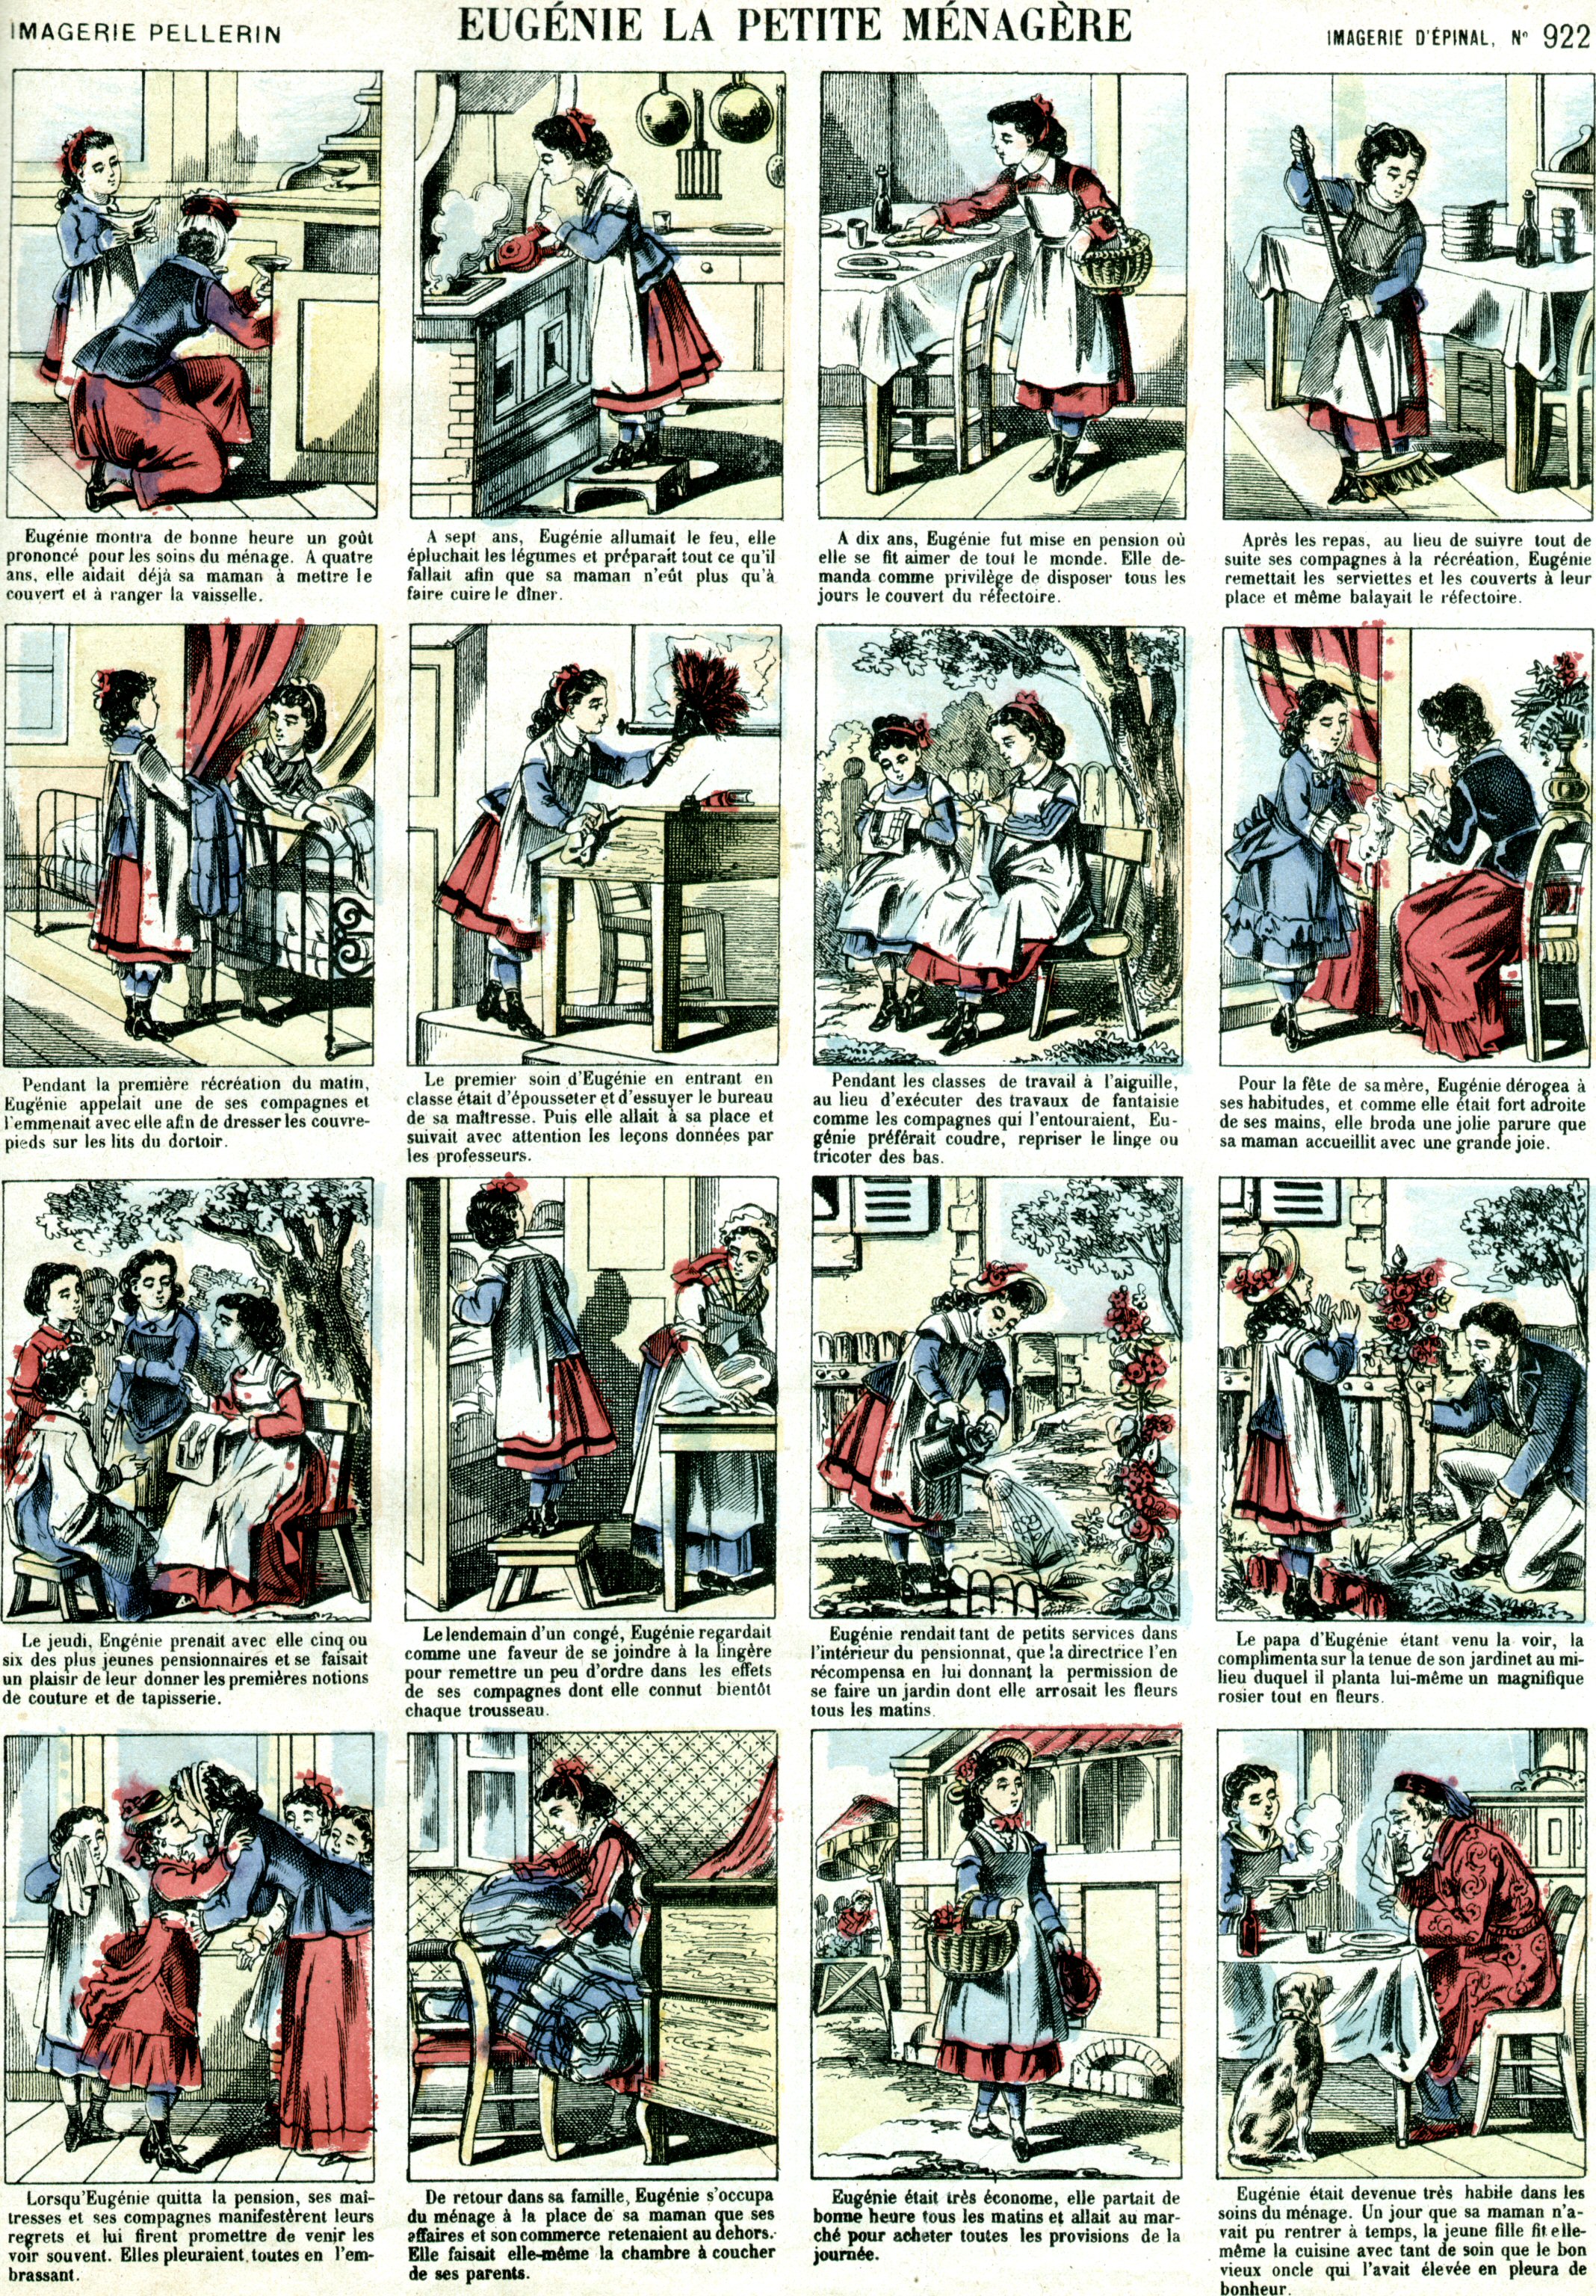 IMAGERIE PELLERIN
EUGÉNIE LA PETITE MÉNAGÈRE
IMAGERIE D'ÉPINAL, Nº 922
Eugénie montra de bonne heure un goût
prononcé pour les soins du ménage. A quatre
ans, elle aidait déjà sa maman à mettre le
couvert et à ranger la vaisselle.
A sept ans, Eugénie allumait le feu, elle
épluchait les légumes et préparait tout ce qu'il
fallait afin que sa maman n'eût plus qu'à
faire cuire le dîner.
A dix ans, Eugénie fut mise en pension où
elle se fit aimer de tout le monde. Elle de-
manda comme privilège de disposer tous les
jours le couvert du réfectoire.
Après les repas, au lieu de suivre tout de
suite ses compagnes à la récréation, Eugénie
remettait les serviettes et les couverts à leur
place et même balayait le réfectoire.
Pendant la première récréation du matin,
Eugénie appelait une de ses compagnes et
l'emmenait avec elle afin de dresser les couvre-
pieds sur les lits du dortoir.
Le premier soin d'Eugénie en entrant en
classe était d'épousseter et d'essuyer le bureau
de sa maîtresse. Puis elle allait à sa place et
suivait avec attention les leçons données par
les professeurs.
Pendant les classes de travail à l'aiguille,
au lieu d'exécuter des travaux de fantaisie
comme les compagnes qui l'entouraient, Eu-
génie préférait coudre, repriser le linge ou
tricoter des bas.
Pour la fête de sa mère, Eugénie dérogea à
ses habitudes, et comme elle était fort adroite
de ses mains, elle broda une jolie parure que
sa maman accueillit avec une grande joie.
Le jeudi, Engénie prenait avec elle cinq ou
six des plus jeunes pensionnaires et se faisait
un plaisir de leur donner les premières notions
de couture et de tapisserie.
Le lendemain d'un congé, Eugénie regardait
comme une faveur de se joindre à la lingère
pour remettre un peu d'ordre dans les effets
de ses compagnes dont elle connut bientôt
chaque trousseau.
Eugénie rendait tant de petits services dans
l'intérieur du pensionnat, que la directrice l'en
récompensa en lui donnant la permission de
se faire un jardin dont elle arrosait les fleurs
tous les matins.
Le papa d'Eugénie étant venu la voir, la
complimenta sur la tenue de son jardinet au mi-
lieu duquel il planta lui-même un magnifique
rosier tout en fleurs.
Lorsqu'Eugénie quitta la pension, ses maî-
tresses et ses compagnes manifestèrent leurs
regrets et lui firent promettre de venir les
voir souvent. Elles pleuraient toutes en l'em-
brassant.
De retour dans sa famille, Eugénie s'occupa
du ménage à la place de sa maman que ses
affaires et son commerce retenaient au dehors.
Elle faisait elle-même la chambre à coucher
de ses parents.
Eugénie était très économe, elle partait de
bonne heure tous les matins et allait au mar-
ché pour acheter toutes les provisions de la
journée.
Eugénie était devenue très habile dans les
soins du ménage. Un jour que sa maman n'a-
vait pu rentrer à temps, la jeune fille fit elle-
même la cuisine avec tant de soin que le bon
vieux oncle qui l'avait élevée en pleura de
bonheur.